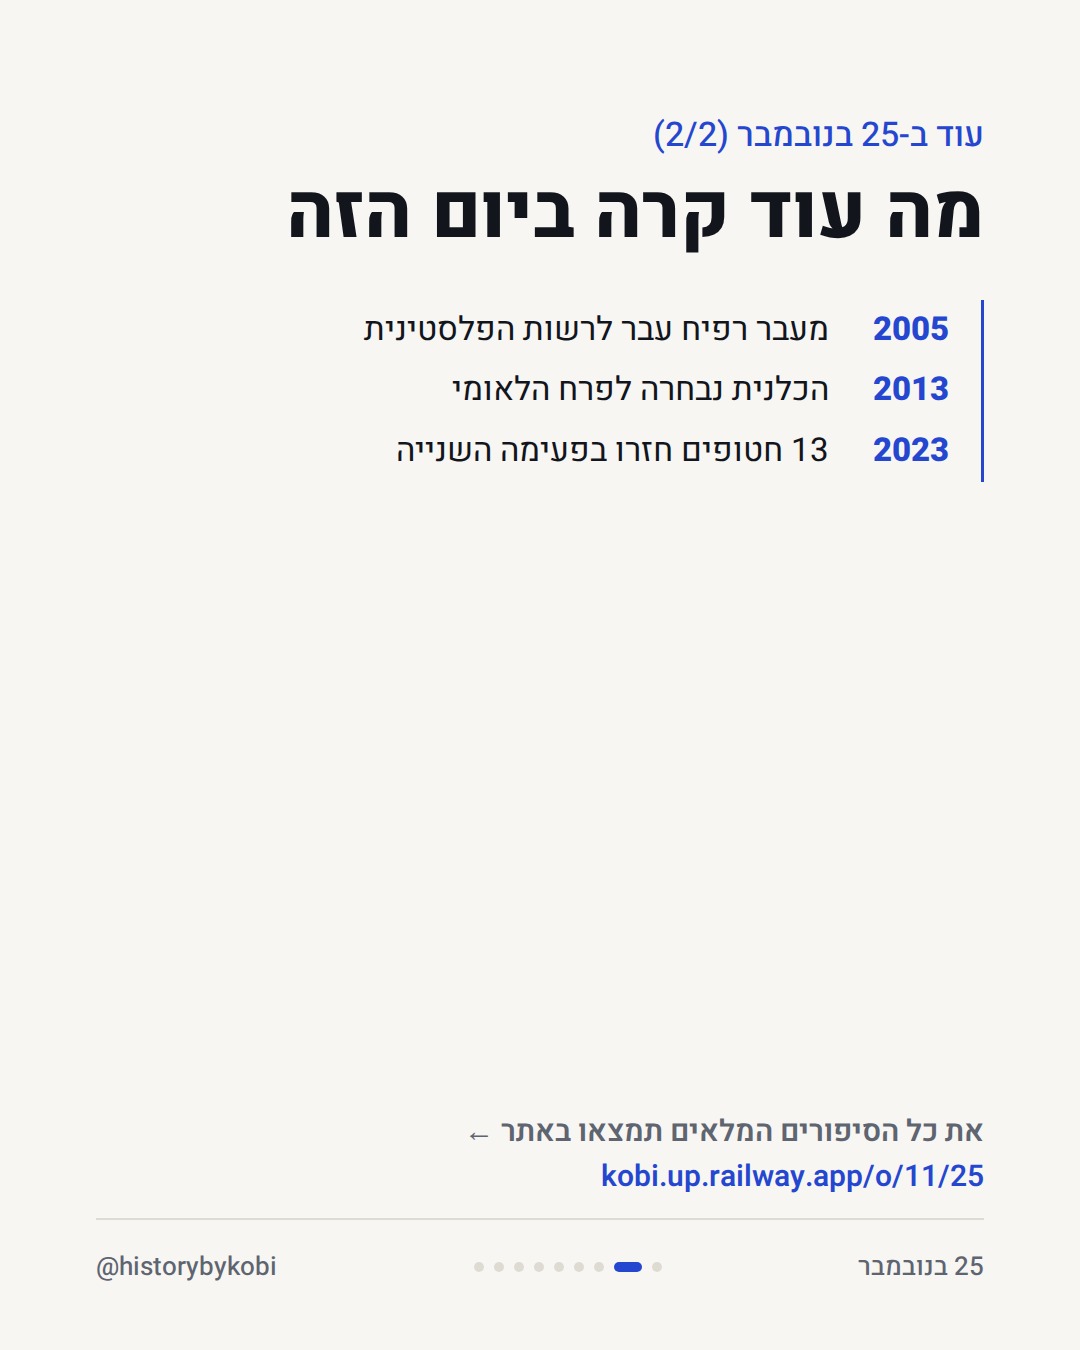 עוד ב-25 בנובמבר (2/2)
מה עוד קרה ביום הזה
2005 מעבר רפיח עבר לרשות הפלסטינית
2013 הכלנית נבחרה לפרח הלאומי
2023 13 חטופים חזרו בפעימה השנייה
את כל הסיפורים המלאים תמצאו באתר ←
kobi.up.railway.app/o/11/25
25 בנובמבר
@historybykobi